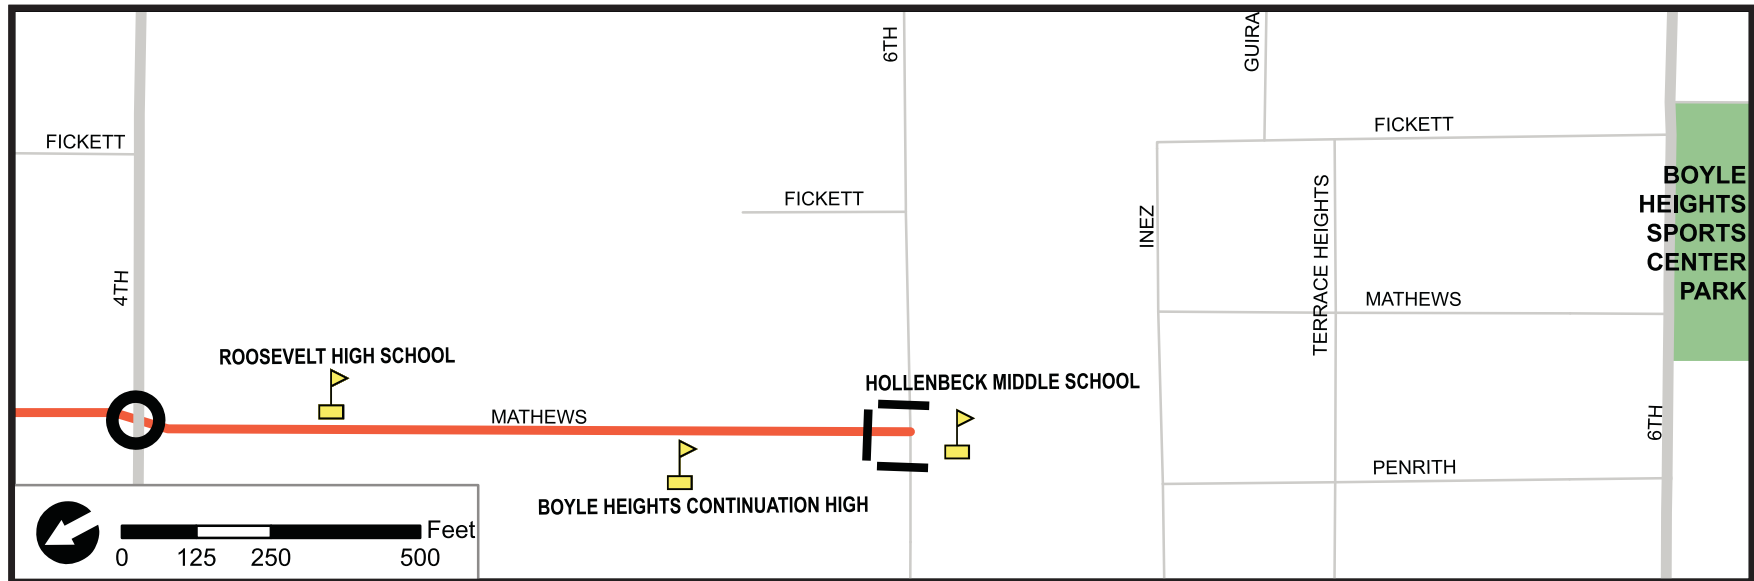 6TH
GUIRA
FICKETT
FICKETT
FICKETT
BOYLE
HEIGHTS
SPORTS
CENTER
PARK
INEZ
TERRACE HEIGHTS
4TH
MATHEWS
ROOSEVELT HIGH SCHOOL
HOLLENBECK MIDDLE SCHOOL
MATHEWS
6TH
PENRITH
BOYLE HEIGHTS CONTINUATION HIGH
Feet
0 125 250 500